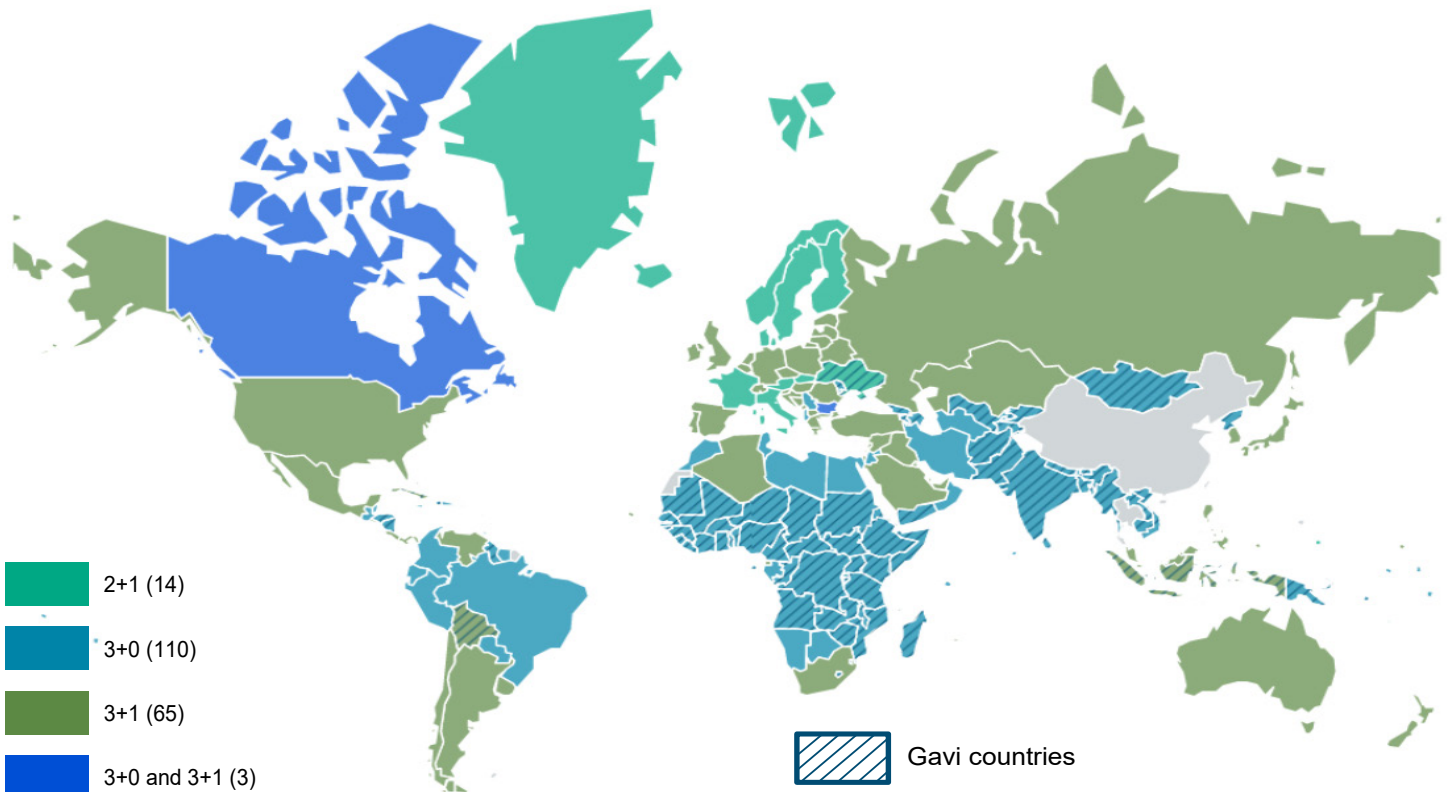 2+1 (14)
3+0 (110)
3+1 (65)
3+0 and 3+1 (3)
Gavi countries